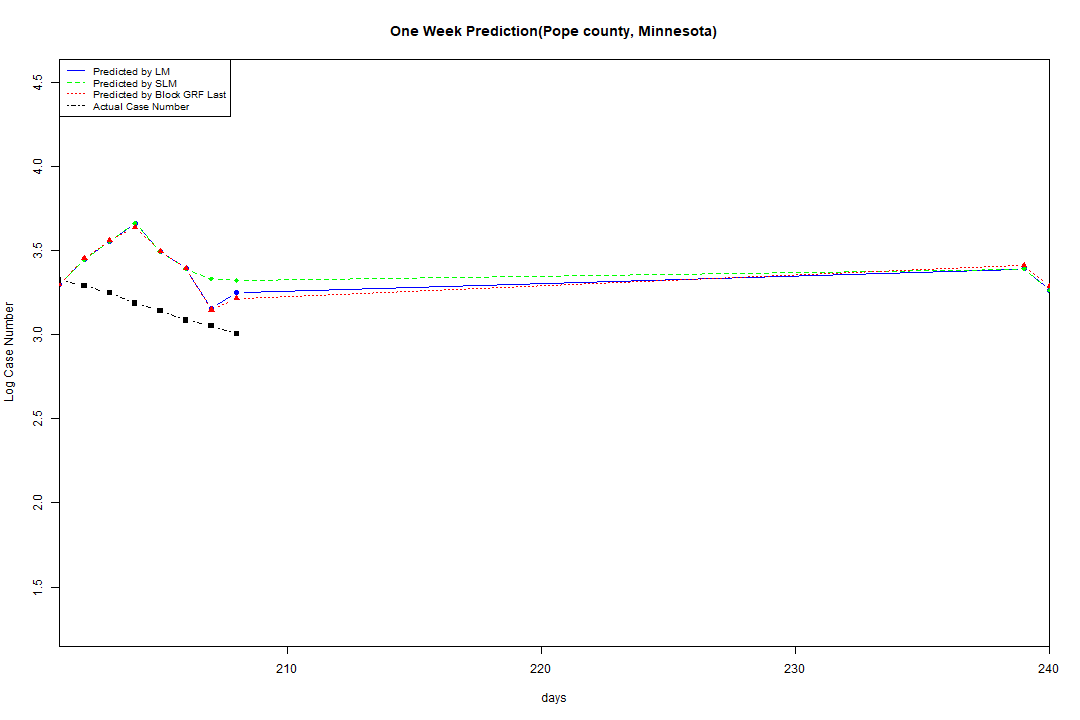 One Week Prediction(Pope county, Minnesota)
Predicted by LM
Predicted by SLM
Predicted by Block GRF Last
Actual Case Number
4.5
4.0
3.5
3.0
2.5
2.0
1.5
Log Case Number
210 220 230 240
days